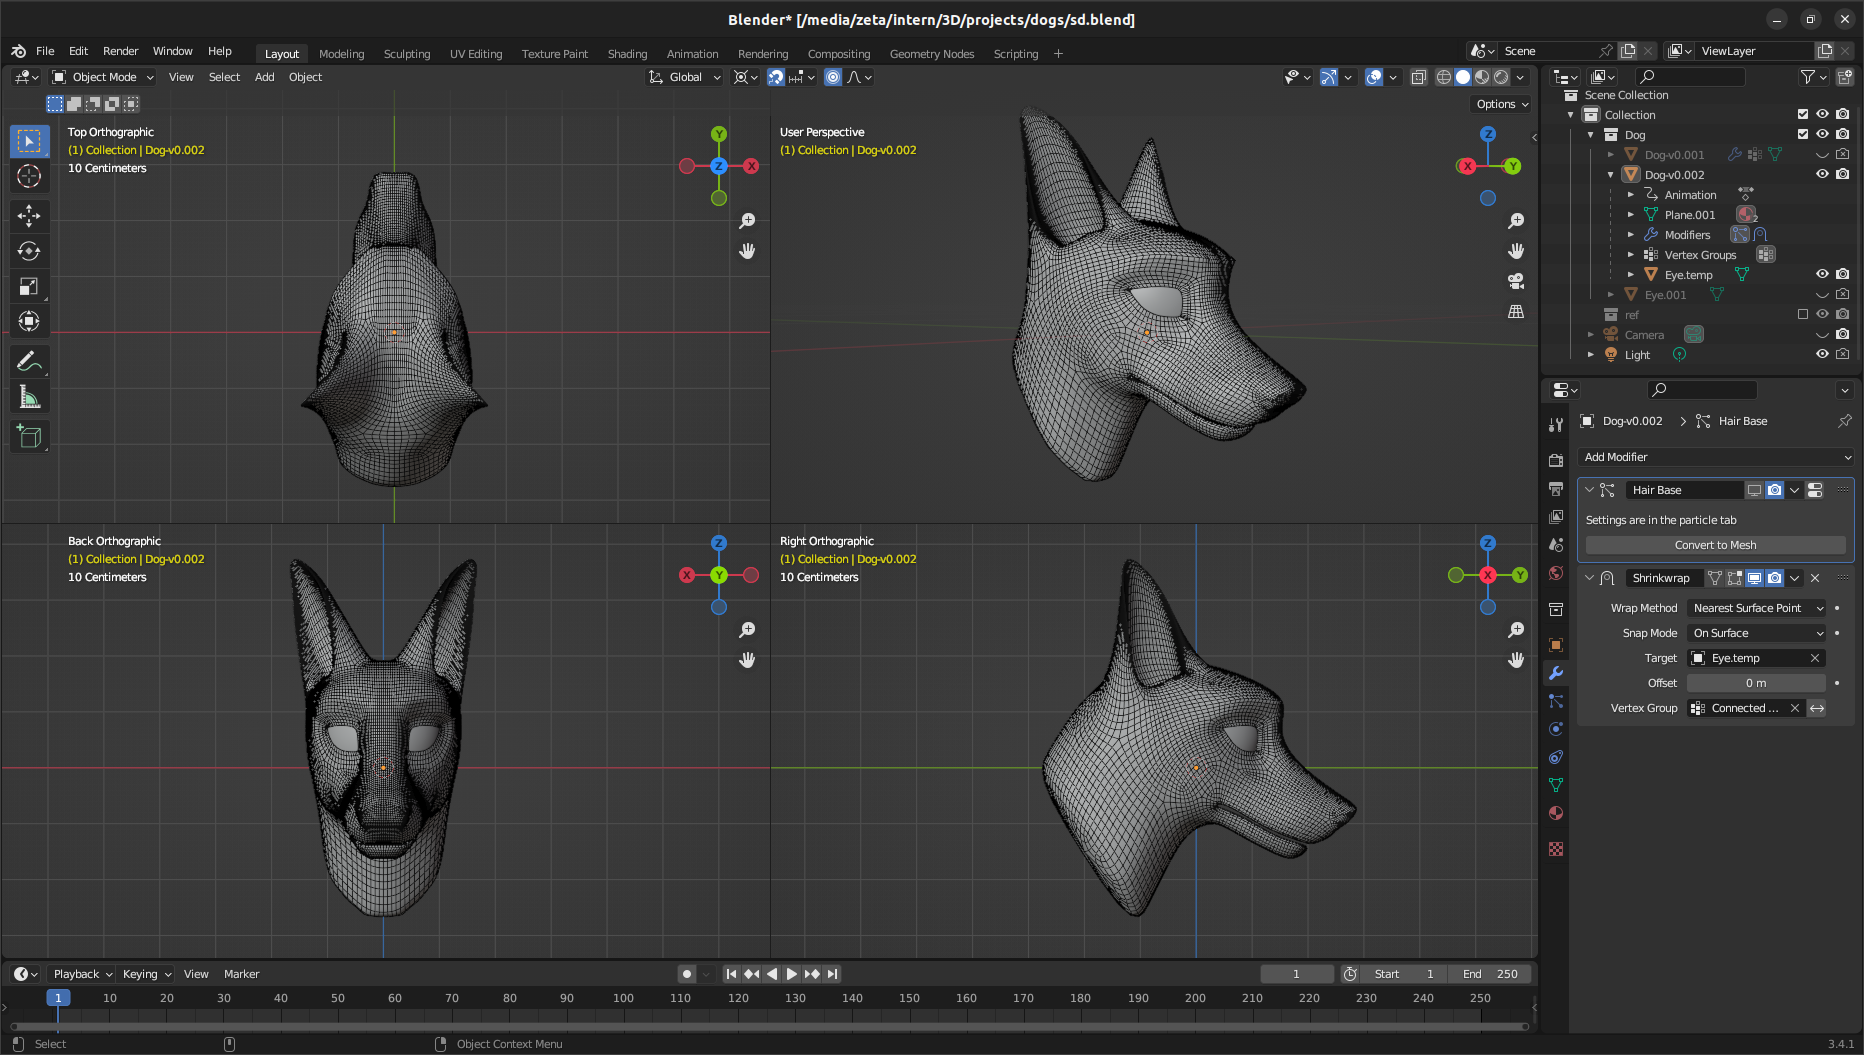 Blender* [/media/zeta/intern/3D/projects/dogs/sd.blend]
File Edit Render Window Help Layout Modeling Sculpting UV Editing Texture Paint Shading Animation Rendering Compositing Geometry Nodes Scripting + Scene ViewLayer
Object Mode View Select Add Object Global
Options
Top Orthographic
(1) Collection | Dog-v0.002
10 Centimeters
Y
Z
X
User Perspective
(1) Collection | Dog-v0.002
Z
X
Y
Back Orthographic
(1) Collection | Dog-v0.002
10 Centimeters
Z
X
Y
Right Orthographic
(1) Collection | Dog-v0.002
10 Centimeters
Z
X
Y
Scene Collection
Collection
Dog
Dog-v0.001
Dog-v0.002
Animation
Plane.001 2
Modifiers
Vertex Groups
Eye.temp
Eye.001
ref
Camera
Light
Dog-v0.002 Hair Base
Add Modifier
Hair Base
Settings are in the particle tab
Convert to Mesh
Shrinkwrap
Wrap Method Nearest Surface Point
Snap Mode On Surface
Target Eye.temp
Offset 0 m
Vertex Group Connected ...
Playback Keying View Marker 1 Start 1 End 250
1 10 20 30 40 50 60 70 80 90 100 110 120 130 140 150 160 170 180 190 200 210 220 230 240 250
Select Object Context Menu 3.4.1